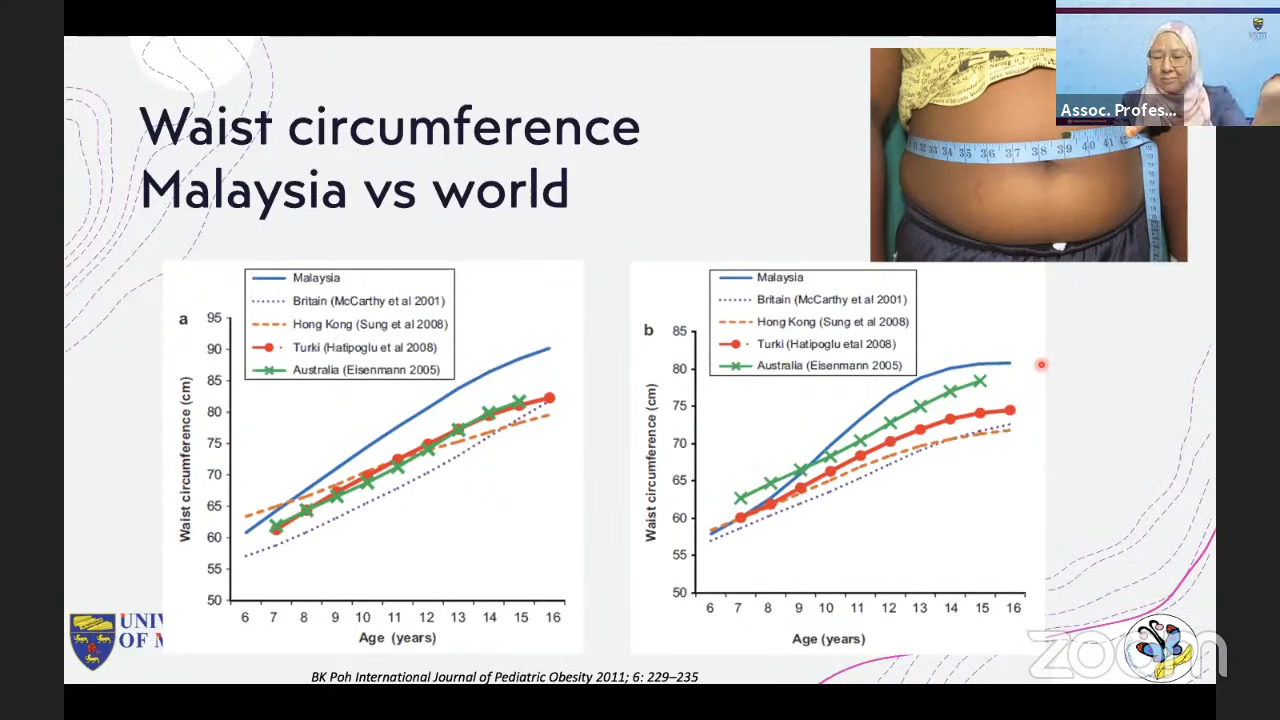 Assoc. Profes...
Waist circumference
Malaysia vs world
33 34 35 36 37 38 39 40 41 42
Malaysia
Britain (McCarthy et al 2001)
Hong Kong (Sung et al 2008)
Turki (Hatipoglu et al 2008)
Australia (Eisenmann 2005)
a
95
90
85
80
75
70
65
60
55
50
Waist circumference (cm)
6 7 8 9 10 11 12 13 14 15 16
Age (years)
Malaysia
Britain (McCarthy et al 2001)
Hong Kong (Sung et al 2008)
Turki (Hatipoglu etal 2008)
Australia (Eisenmann 2005)
b
85
80
75
70
65
60
55
50
Waist circumference (cm)
6 7 8 9 10 11 12 13 14 15 16
Age (years)
UNIV
OF M
zoom
BK Poh International Journal of Pediatric Obesity 2011; 6: 229–235